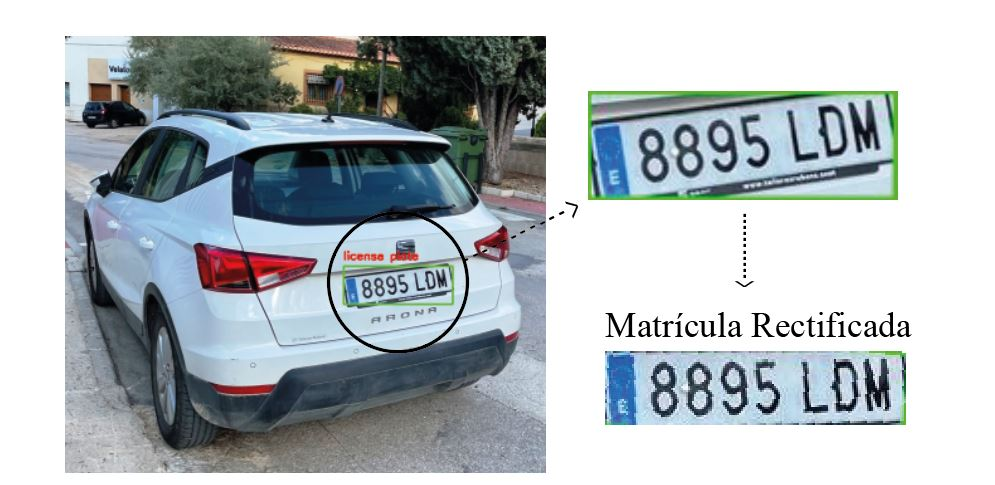 license plate
8895 LDM
ARONA
E
8895 LDM
Matrícula Rectificada
E
8895 LDM